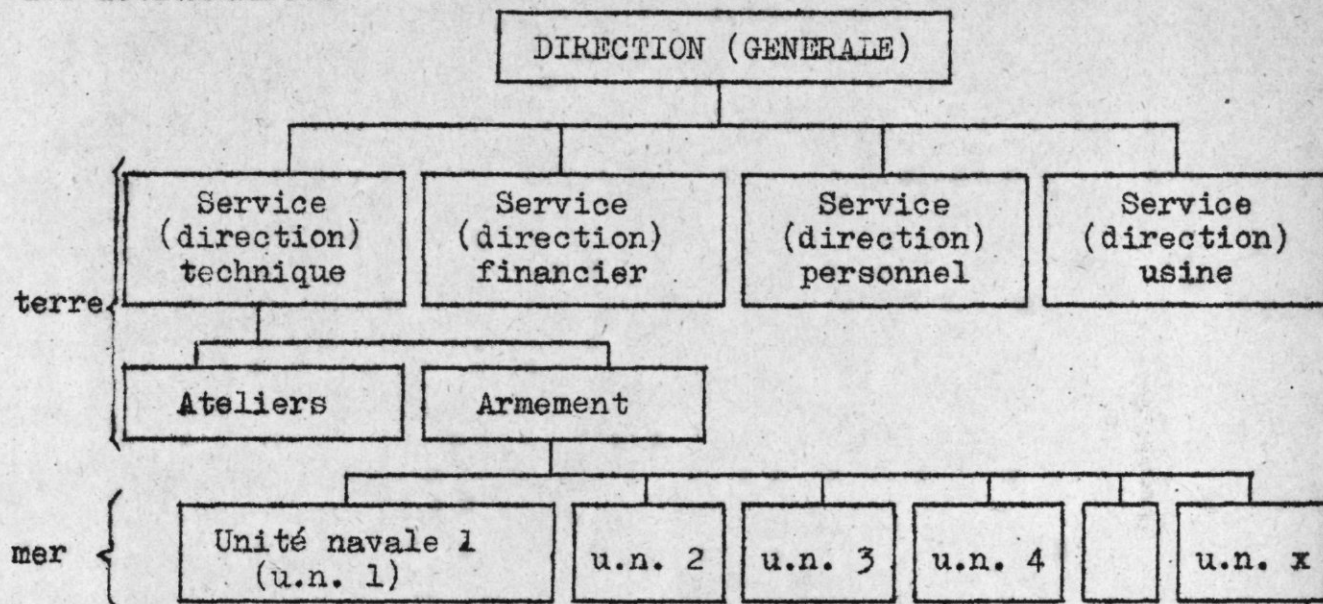 DIRECTION (GENERALE)
Service
(direction)
technique
Service
(direction)
financier
Service
(direction)
personnel
Service
(direction)
usine
terre
Ateliers
Armement
mer
Unité navale 1
(u.n. 1)
u.n. 2
u.n. 3
u.n. 4
u.n. x